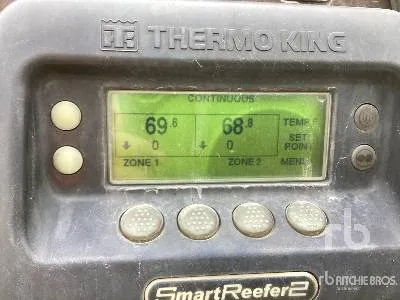 THERMO KING
CONTINUOUS
69.6 68.8 TEMP F
↓ 0 ↓ 0 SET POINT
ZONE 1 ZONE 2 MENU
SmartReefer2
rb
RITCHIE BROS.